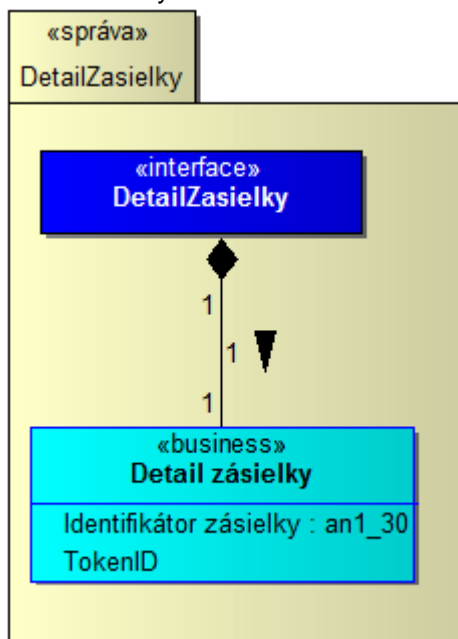 «správa»
DetailZasielky
«interface»
DetailZasielky
1
1
1
«business»
Detail zásielky
Identifikátor zásielky : an1_30
TokenID